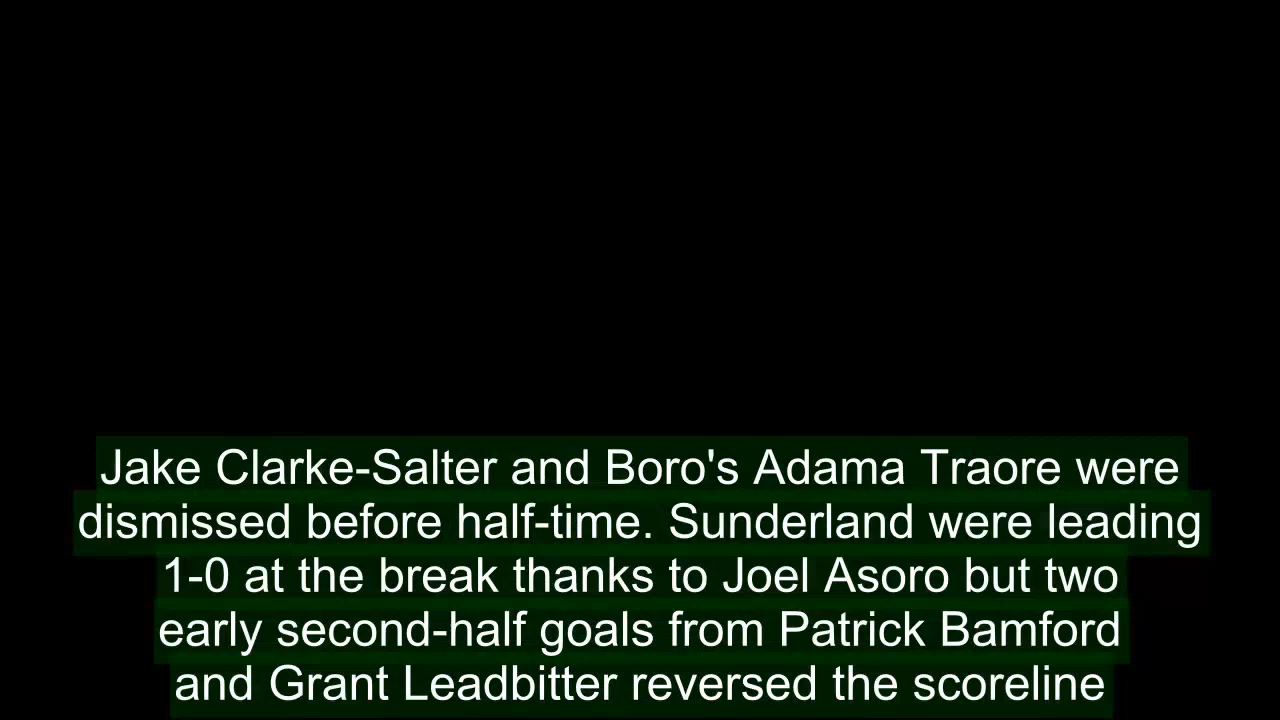 Jake Clarke-Salter and Boro's Adama Traore were
dismissed before half-time. Sunderland were leading
1-0 at the break thanks to Joel Asoro but two
early second-half goals from Patrick Bamford
and Grant Leadbitter reversed the scoreline